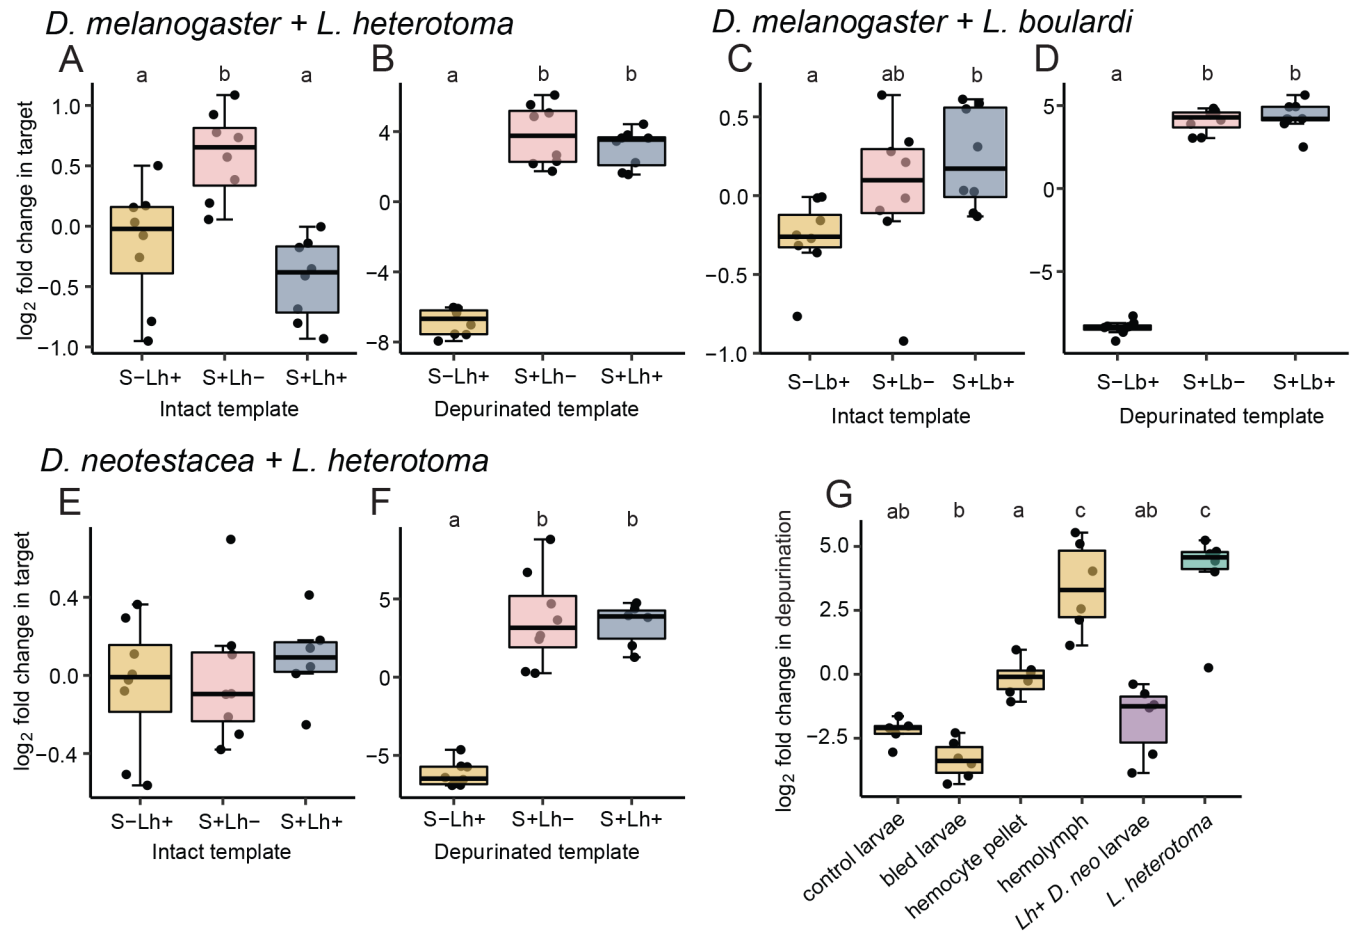 D. melanogaster + L. heterotoma
D. melanogaster + L. boulardi
A
a
b
a
log2 fold change in target
1.0
0.5
0.0
−0.5
−1.0
S−Lh+
S+Lh−
S+Lh+
Intact template
B
a
b
b
4
0
−4
−8
S−Lh+
S+Lh−
S+Lh+
Depurinated template
C
a
ab
b
0.5
0.0
−0.5
−1.0
S−Lb+
S+Lb−
S+Lb+
Intact template
D
a
b
b
5
0
−5
S−Lb+
S+Lb−
S+Lb+
Depurinated template
D. neotestacea + L. heterotoma
E
log2 fold change in target
0.4
0.0
−0.4
S−Lh+
S+Lh−
S+Lh+
Intact template
F
a
b
b
5
0
−5
S−Lh+
S+Lh−
S+Lh+
Depurinated template
G
ab
b
a
c
ab
c
log2 fold change in depurination
5.0
2.5
0.0
−2.5
control larvae
bled larvae
hemocyte pellet
hemolymph
Lh+ D. neo larvae
L. heterotoma